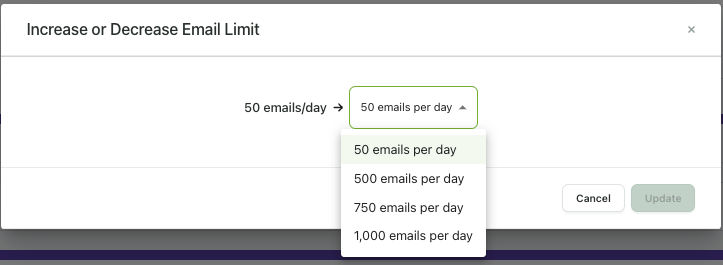 Increase or Decrease Email Limit
×
50 emails/day → 50 emails per day
50 emails per day
500 emails per day
750 emails per day
1,000 emails per day
Cancel
Update